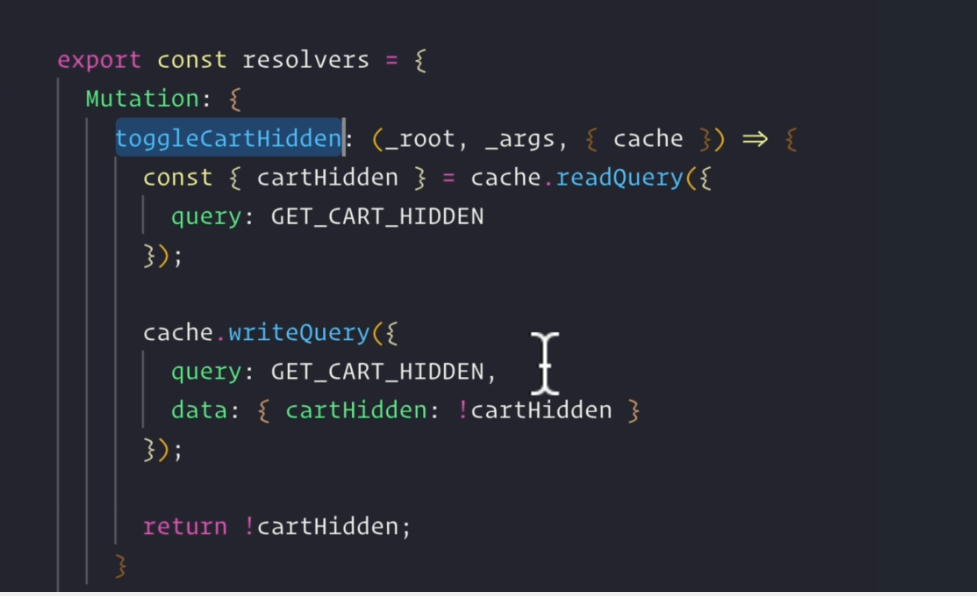 export const resolvers = {
Mutation: {
toggleCartHidden: (_root, _args, { cache }) => {
const { cartHidden } = cache.readQuery({
query: GET_CART_HIDDEN
});
cache.writeQuery({
query: GET_CART_HIDDEN,
data: { cartHidden: !cartHidden }
});
return !cartHidden;
}